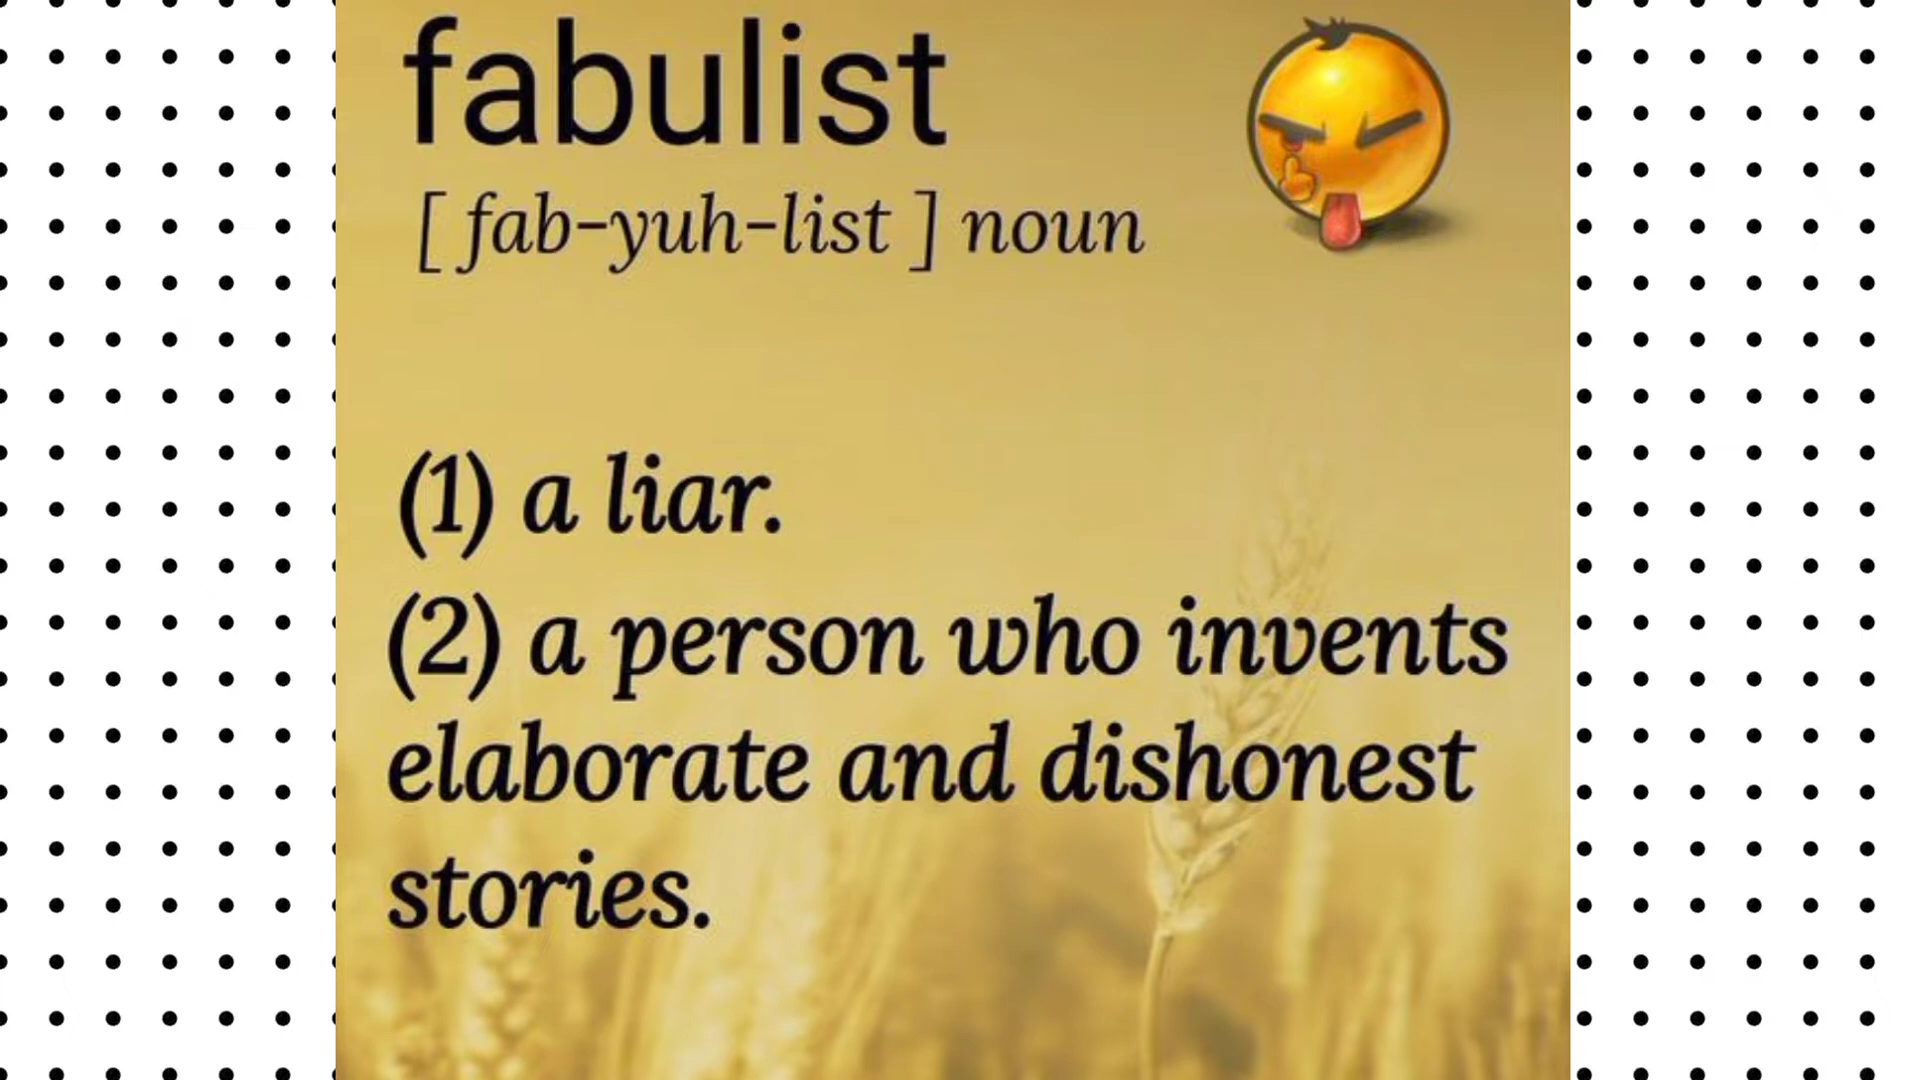 fabulist
[ fab-yuh-list ] noun
(1) a liar.
(2) a person who invents
elaborate and dishonest
stories.